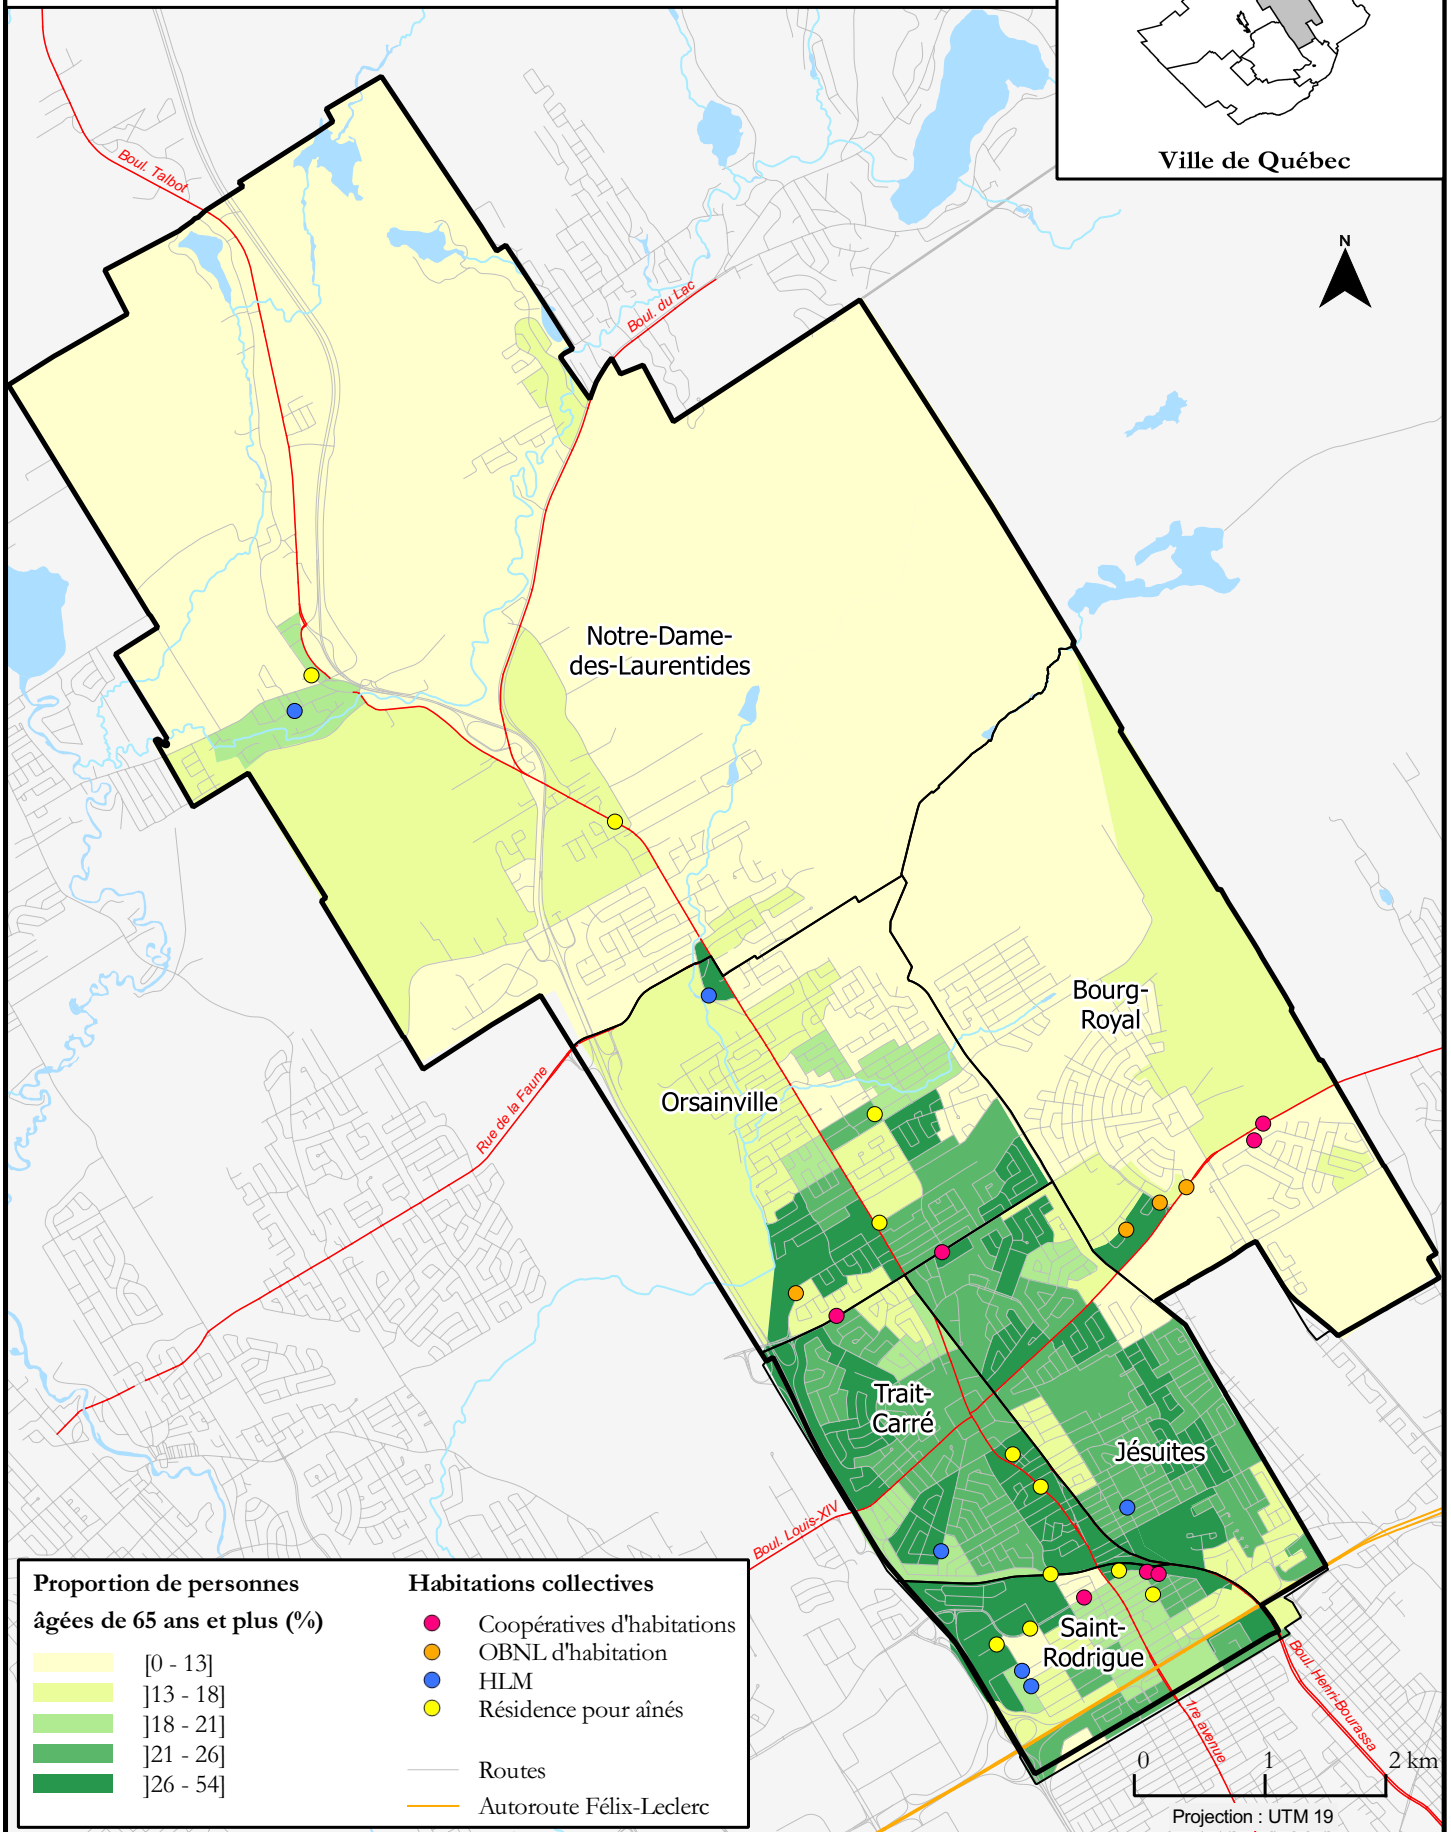 Ville de Québec
N
Boul. Talbot
Boul. du Lac
Notre-Dame-
des-Laurentides
Bourg-
Royal
Orsainville
Rue de la Faune
Trait-
Carré
Jésuites
Boul. Louis-XIV
Saint-
Rodrigue
Boul. Henri-Bourassa
1re avenue
Proportion de personnes
âgées de 65 ans et plus (%)
[0 - 13]
]13 - 18]
]18 - 21]
]21 - 26]
]26 - 54]
Habitations collectives
Coopératives d'habitations
OBNL d'habitation
HLM
Résidence pour aînés
Routes
Autoroute Félix-Leclerc
0 1 2 km
Projection : UTM 19